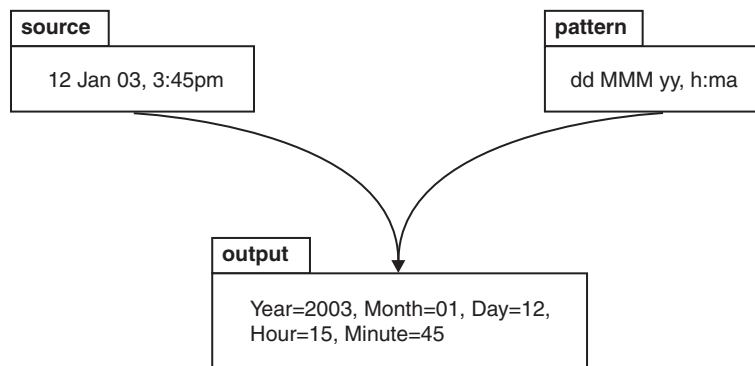 source
12 Jan 03, 3:45pm
pattern
dd MMM yy, h:ma
output
Year=2003, Month=01, Day=12,
Hour=15, Minute=45